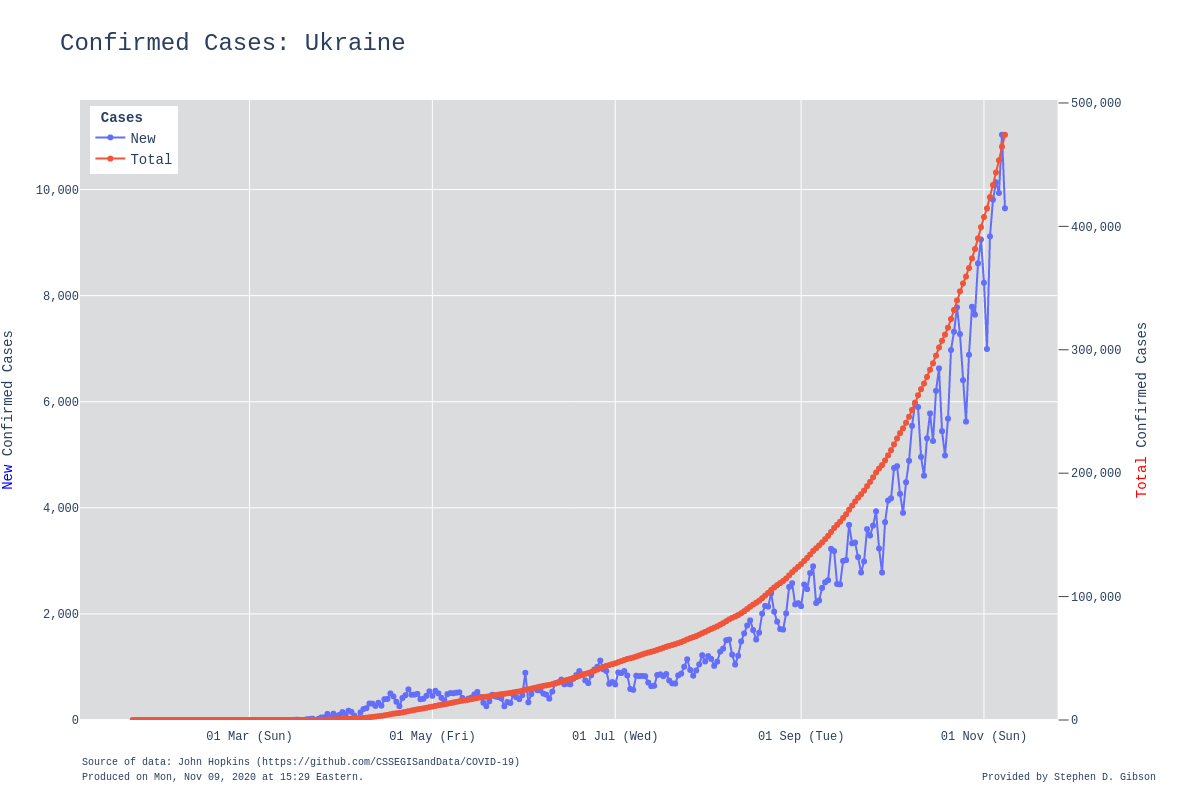 Confirmed Cases: Ukraine
Cases
New
Total
10,000
8,000
6,000
4,000
2,000
0
New Confirmed Cases
500,000
400,000
300,000
200,000
100,000
0
Total Confirmed Cases
01 Mar (Sun)
01 May (Fri)
01 Jul (Wed)
01 Sep (Tue)
01 Nov (Sun)
Source of data: John Hopkins (https://github.com/CSSEGISandData/COVID-19)
Produced on Mon, Nov 09, 2020 at 15:29 Eastern.
Provided by Stephen D. Gibson